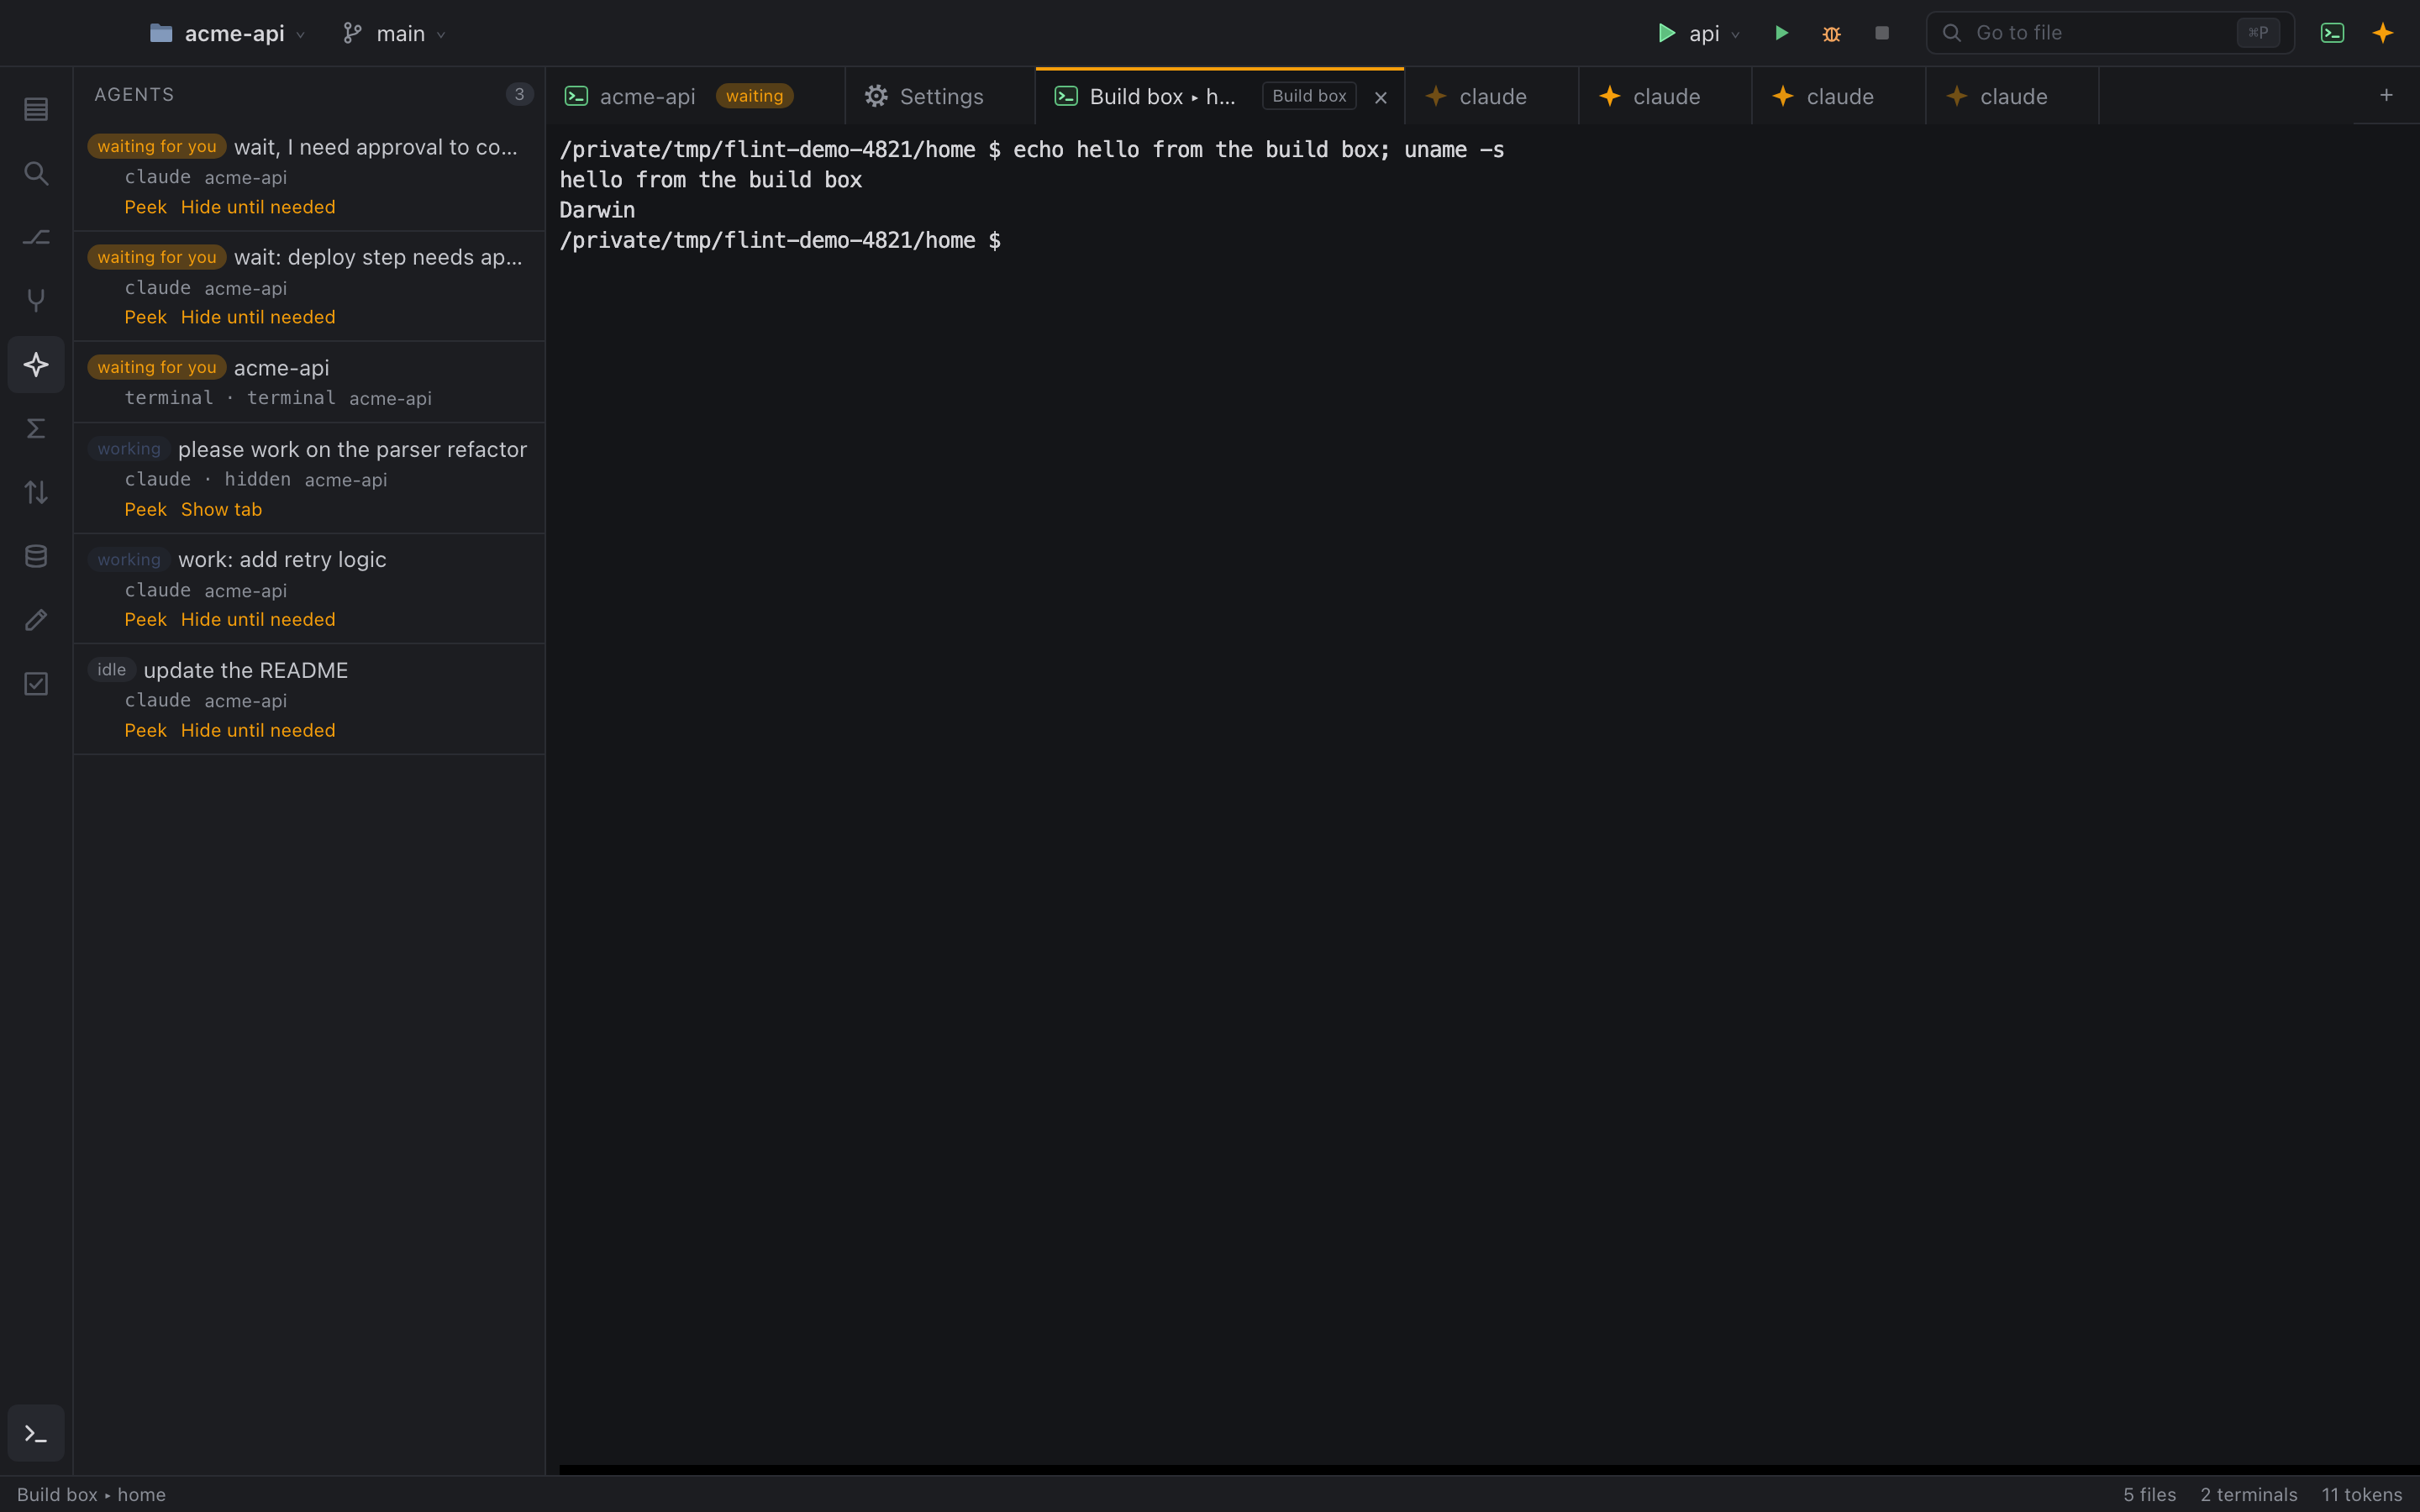 acme-api
main
api
Go to file
⌘P
AGENTS
3
acme-api
waiting
Settings
Build box ▸ h...
Build box
×
claude
claude
claude
claude
+
waiting for you wait, I need approval to co...
claude acme-api
Peek Hide until needed
waiting for you wait: deploy step needs ap...
claude acme-api
Peek Hide until needed
waiting for you acme-api
terminal · terminal acme-api
working please work on the parser refactor
claude · hidden acme-api
Peek Show tab
working work: add retry logic
claude acme-api
Peek Hide until needed
idle update the README
claude acme-api
Peek Hide until needed
/private/tmp/flint-demo-4821/home $ echo hello from the build box; uname -s
hello from the build box
Darwin
/private/tmp/flint-demo-4821/home $
Build box ▸ home
5 files 2 terminals 11 tokens